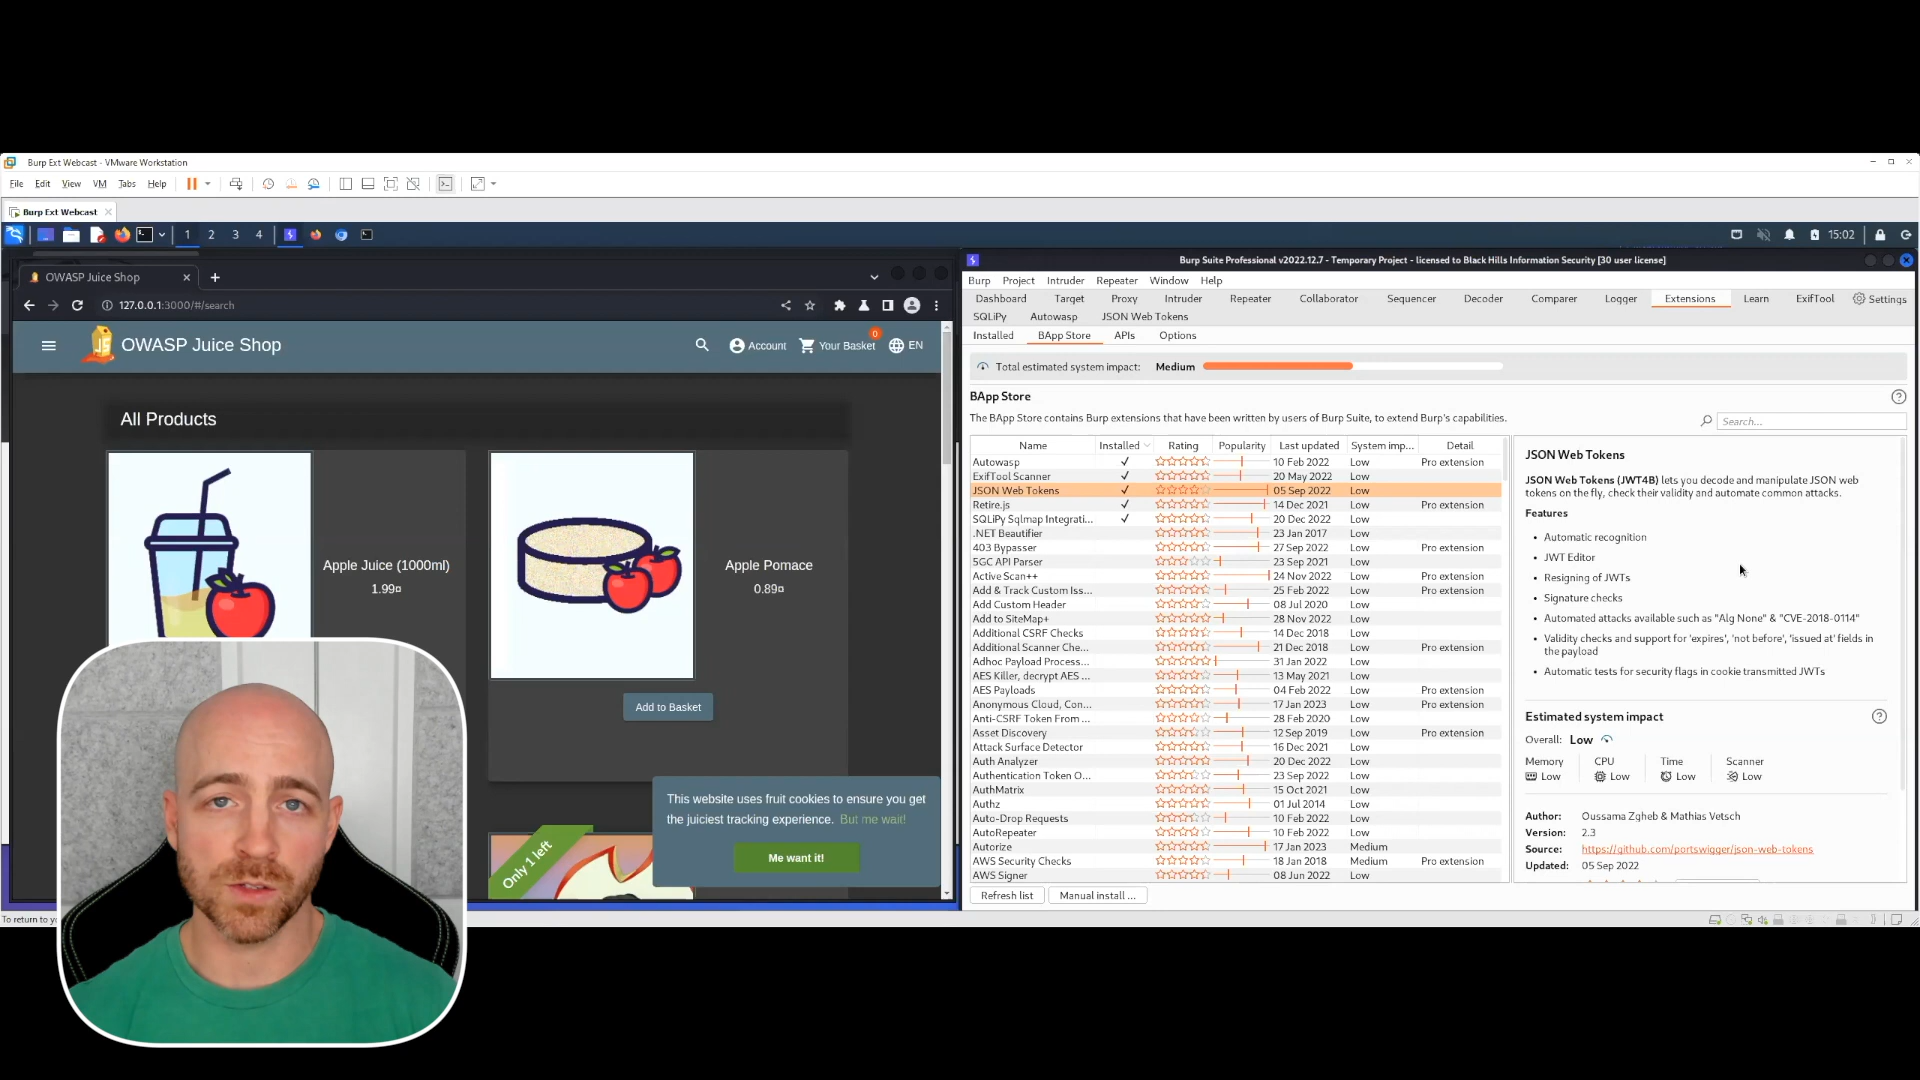 Burp Ext Webcast - VMware Workstation
File Edit View VM Tabs Help
Burp Ext Webcast
1 2 3 4
15:02
OWASP Juice Shop
127.0.0.1:3000/#/search
OWASP Juice Shop
Account
0
Your Basket
EN
All Products
Apple Juice (1000ml)
1.99¤
Apple Pomace
0.89¤
Add to Basket
Only 1 left
This website uses fruit cookies to ensure you get
the juiciest tracking experience. But me wait!
Me want it!
To return to yo
Burp Suite Professional v2022.12.7 - Temporary Project - licensed to Black Hills Information Security [30 user license]
Burp Project Intruder Repeater Window Help
Dashboard Target Proxy Intruder Repeater Collaborator Sequencer Decoder Comparer Logger Extensions Learn ExifTool Settings
SQLiPy Autowasp JSON Web Tokens
Installed BApp Store APIs Options
Total estimated system impact: Medium
BApp Store
The BApp Store contains Burp extensions that have been written by users of Burp Suite, to extend Burp's capabilities.
Search...
Name Installed Rating Popularity Last updated System imp... Detail
Autowasp 10 Feb 2022 Low Pro extension
ExifTool Scanner 20 May 2022 Low Pro extension
JSON Web Tokens 05 Sep 2022 Low
Retire.js 14 Dec 2021 Low Pro extension
SQLiPy Sqlmap Integrati... 20 Dec 2022 Low
.NET Beautifier 23 Jan 2017 Low
403 Bypasser 27 Sep 2022 Low Pro extension
5GC API Parser 23 Sep 2021 Low
Active Scan++ 24 Nov 2022 Low Pro extension
Add & Track Custom Iss... 25 Feb 2022 Low Pro extension
Add Custom Header 08 Jul 2020 Low
Add to SiteMap+ 28 Nov 2022 Low
Additional CSRF Checks 14 Dec 2018 Low
Additional Scanner Che... 21 Dec 2018 Low Pro extension
Adhoc Payload Process... 31 Jan 2022 Low
AES Killer, decrypt AES ... 13 May 2021 Low
AES Payloads 04 Feb 2022 Low Pro extension
Anonymous Cloud, Con... 17 Jan 2023 Low Pro extension
Anti-CSRF Token From ... 28 Feb 2020 Low
Asset Discovery 12 Sep 2019 Low Pro extension
Attack Surface Detector 16 Dec 2021 Low
Auth Analyzer 20 Dec 2022 Low
Authentication Token O... 23 Sep 2022 Low
AuthMatrix 15 Oct 2021 Low
Authz 01 Jul 2014 Low
Auto-Drop Requests 10 Feb 2022 Low
AutoRepeater 10 Feb 2022 Low
Autorize 17 Jan 2023 Medium
AWS Security Checks 18 Jan 2018 Medium Pro extension
AWS Signer 08 Jun 2022 Low
Refresh list Manual install ...
JSON Web Tokens
JSON Web Tokens (JWT4B) lets you decode and manipulate JSON web
tokens on the fly, check their validity and automate common attacks.
Features
• Automatic recognition
• JWT Editor
• Resigning of JWTs
• Signature checks
• Automated attacks available such as "Alg None" & "CVE-2018-0114"
• Validity checks and support for 'expires', 'not before', 'issued at' fields in
the payload
• Automatic tests for security flags in cookie transmitted JWTs
Estimated system impact
Overall: Low
Memory CPU Time Scanner
Low Low Low Low
Author: Oussama Zgheb & Mathias Vetsch
Version: 2.3
Source: https://github.com/portswigger/json-web-tokens
Updated: 05 Sep 2022